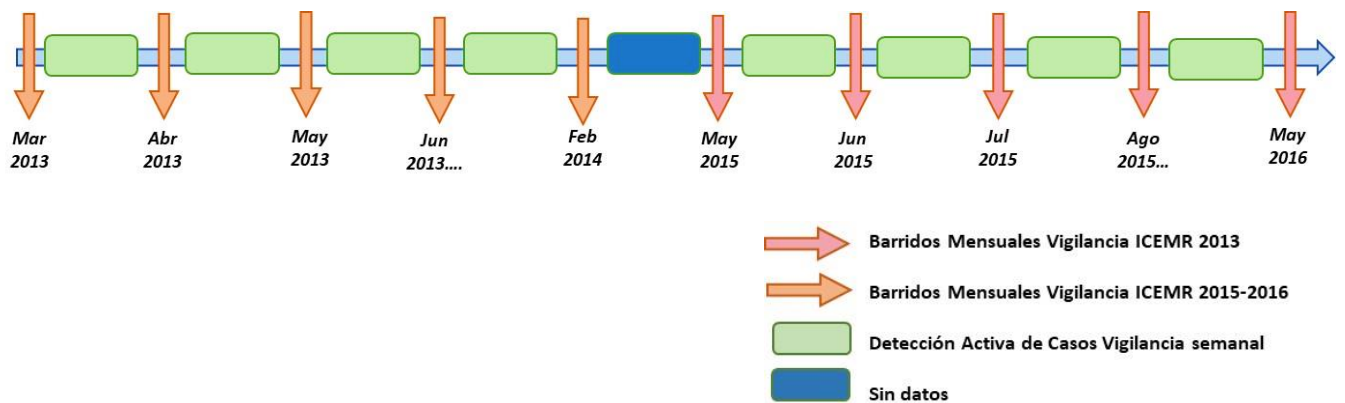 Mar
2013
Abr
2013
May
2013
Jun
2013....
Feb
2014
May
2015
Jun
2015
Jul
2015
Ago
2015...
May
2016
Barridos Mensuales Vigilancia ICEMR 2013
Barridos Mensuales Vigilancia ICEMR 2015-2016
Detección Activa de Casos Vigilancia semanal
Sin datos